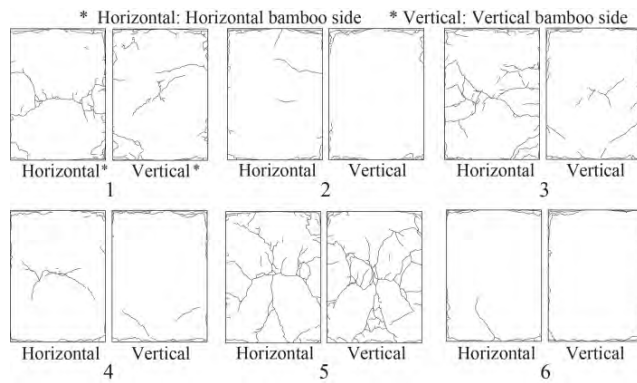 * Horizontal: Horizontal bamboo side * Vertical: Vertical bamboo side
Horizontal* Vertical*
1
Horizontal Vertical
2
Horizontal Vertical
3
Horizontal Vertical
4
Horizontal Vertical
5
Horizontal Vertical
6